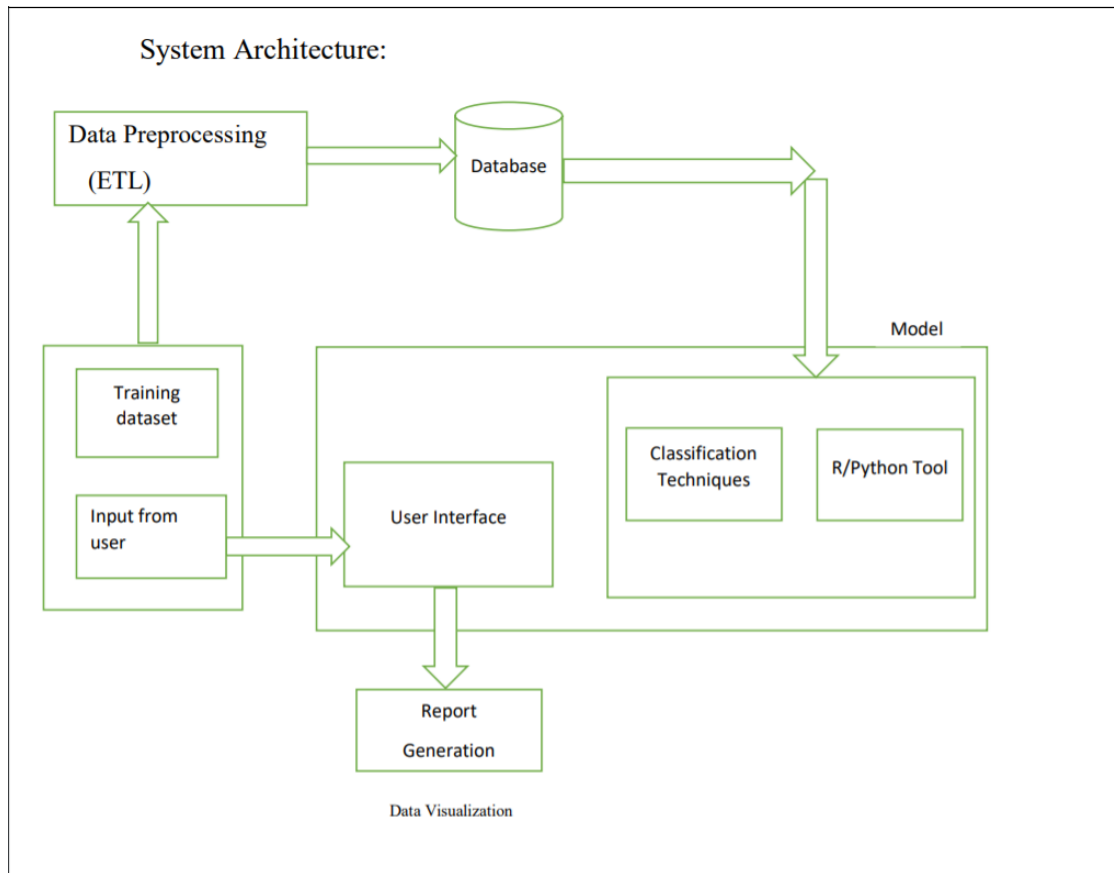 System Architecture:
Data Preprocessing
(ETL)
Database
Model
Training
dataset
Classification
Techniques
R/Python Tool
Input from
user
User Interface
Report
Generation
Data Visualization